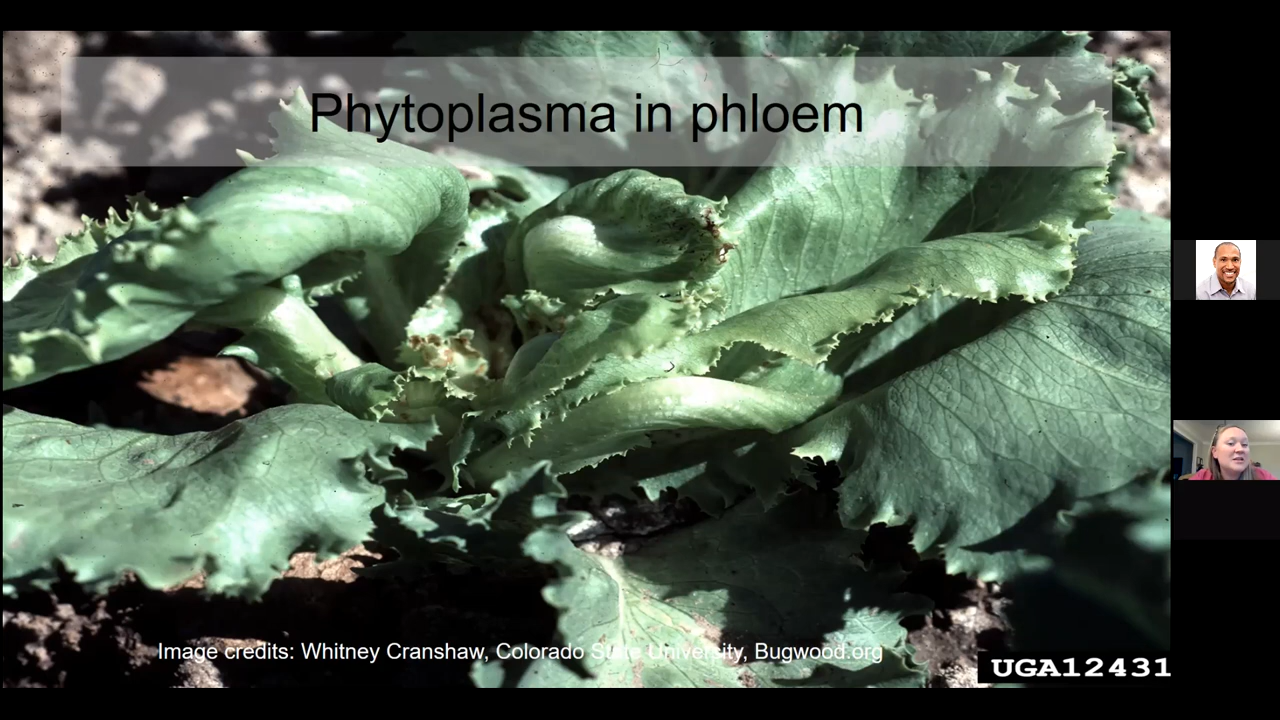 Phytoplasma in phloem
Image credits: Whitney Cranshaw, Colorado State University, Bugwood.org
UGA12431